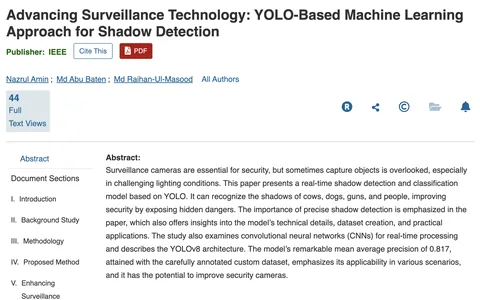 Advancing Surveillance Technology: YOLO-Based Machine Learning
Approach for Shadow Detection
Publisher: IEEE
Cite This
PDF
Nazrul Amin ; Md Abu Baten ; Md Raihan-Ul-Masood All Authors
44
Full
Text Views
R
C
Abstract
Document Sections
I. Introduction
II. Background Study
III. Methodology
IV. Proposed Method
V. Enhancing
Surveillance
Abstract:
Surveillance cameras are essential for security, but sometimes capture objects is overlooked, especially
in challenging lighting conditions. This paper presents a real-time shadow detection and classification
model based on YOLO. It can recognize the shadows of cows, dogs, guns, and people, improving
security by exposing hidden dangers. The importance of precise shadow detection is emphasized in the
paper, which also offers insights into the model's technical details, dataset creation, and practical
applications. The study also examines convolutional neural networks (CNNs) for real-time processing
and describes the YOLOv8 architecture. The model's remarkable mean average precision of 0.817,
attained with the carefully annotated custom dataset, emphasizes its applicability in various scenarios,
and it has the potential to improve security cameras.